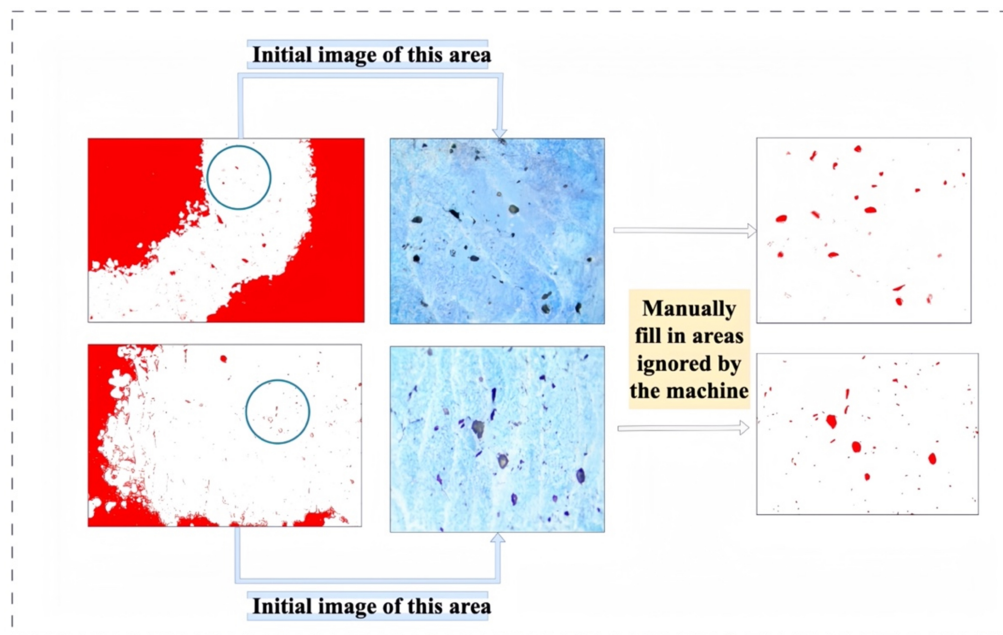 Initial image of this area
Manually
fill in areas
ignored by
the machine
Initial image of this area